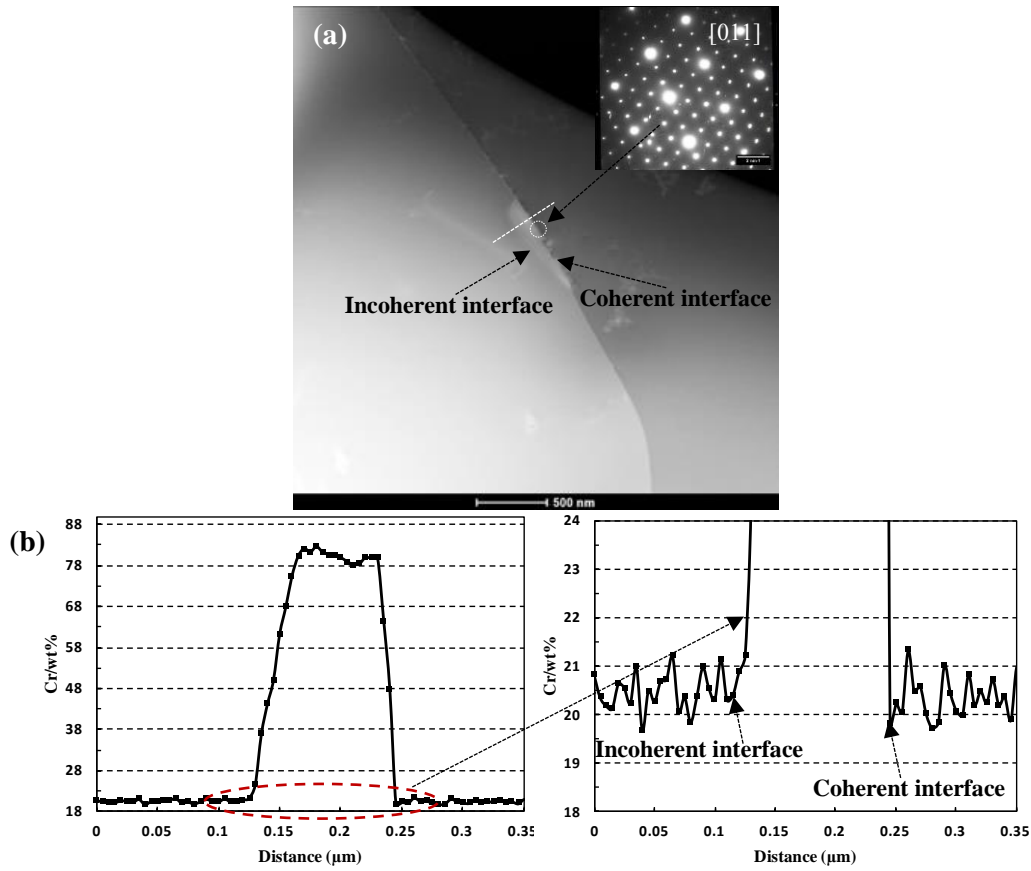 (a)
[011]
2 nm-1
Incoherent interface
Coherent interface
500 nm
(b)
Cr/wt%
88
78
68
58
48
38
28
18
0
0.05
0.1
0.15
0.2
0.25
0.3
0.35
Distance (μm)
Cr/wt%
24
23
22
21
20
19
18
Incoherent interface
Coherent interface
0
0.05
0.1
0.15
0.2
0.25
0.3
0.35
Distance (μm)